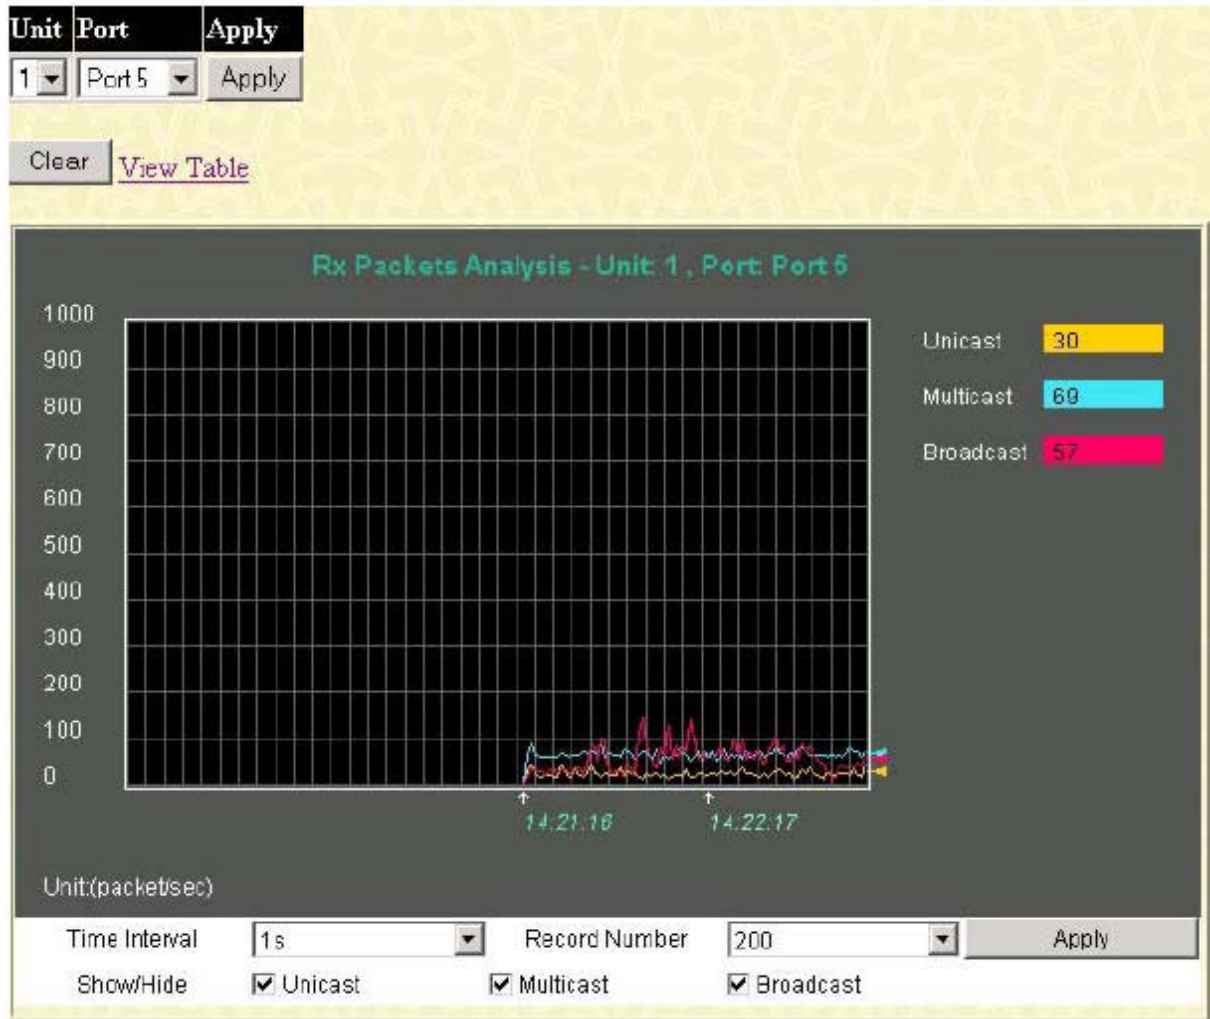 Unit Port Apply
1 Port 5 Apply
Clear View Table
Rx Packets Analysis - Unit: 1 , Port: Port 5
1000
900
800
700
600
500
400
300
200
100
0
Unicast 30
Multicast 69
Broadcast 57
14:21:16 14:22:17
Unit:(packet/sec)
Time Interval 1 s Record Number 200 Apply
Show/Hide Unicast Multicast Broadcast